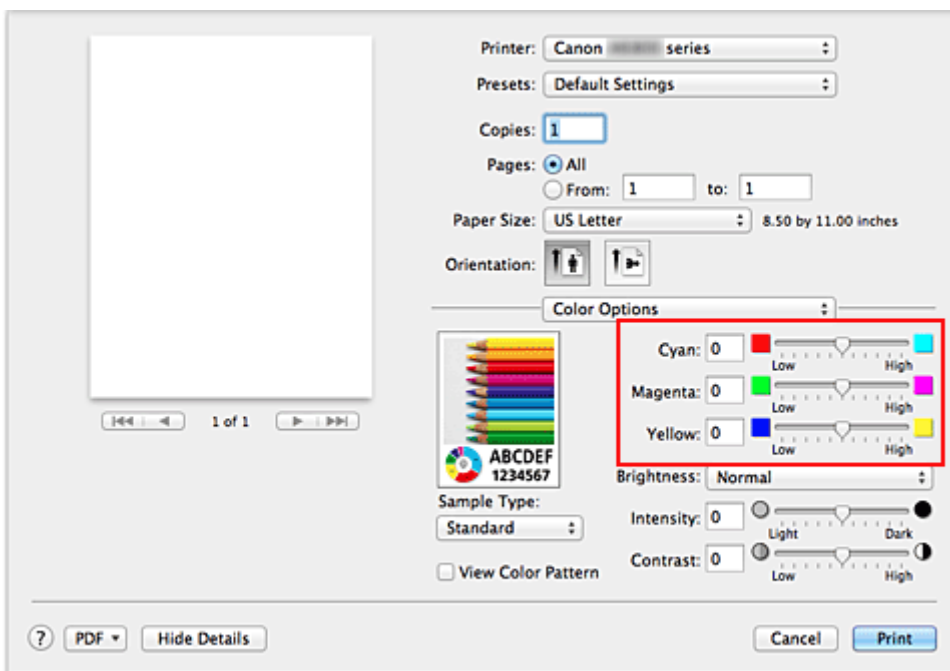 Printer: Canon series
Presets: Default Settings
Copies: 1
Pages: All
From: 1 to: 1
Paper Size: US Letter 8.50 by 11.00 inches
Orientation:
Color Options
Cyan: 0
Low High
Magenta: 0
Low High
Yellow: 0
Low High
1 of 1
ABCDEF
1234567
Sample Type:
Standard
View Color Pattern
Brightness: Normal
Intensity: 0
Light Dark
Contrast: 0
Low High
? PDF Hide Details Cancel Print